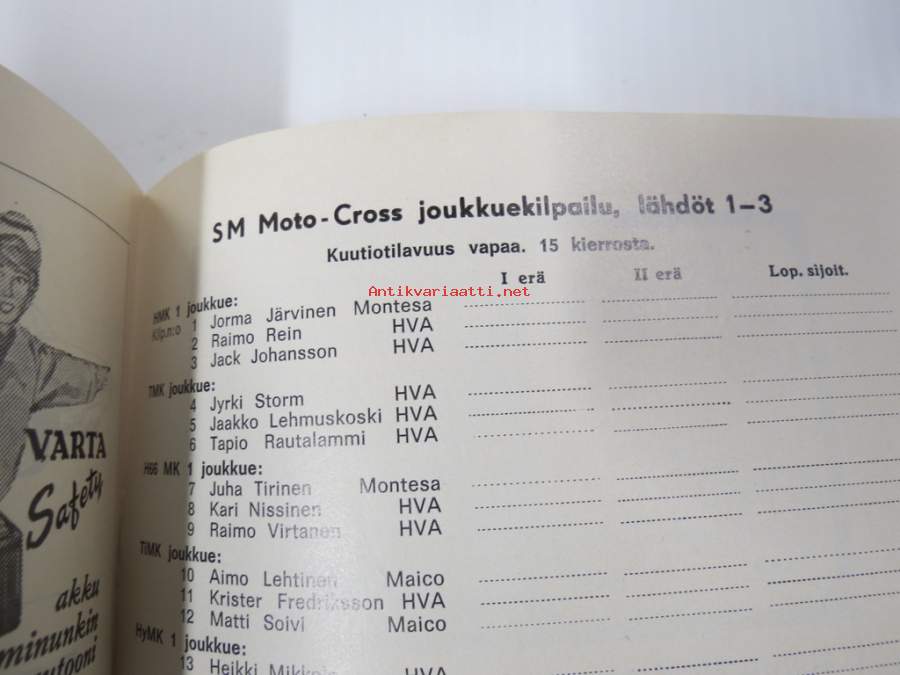 SM Moto-Cross joukkuekilpailu, lähdöt 1-3
Kuutiotilavuus vapaa. 15 kierrosta.
I erä II erä Lop. sijoit.
Antikvariaatti.net
HMK 1 joukkue:
Kilp.n:o 1 Jorma Järvinen Montesa
2 Raimo Rein HVA
3 Jack Johansson HVA
TMK joukkue:
4 Jyrki Storm HVA
5 Jaakko Lehmuskoski HVA
6 Tapio Rautalammi HVA
H66 MK 1 joukkue:
7 Juha Tirinen Montesa
8 Kari Nissinen HVA
9 Raimo Virtanen HVA
TIMK joukkue:
10 Aimo Lehtinen Maico
11 Krister Fredriksson HVA
12 Matti Soivi Maico
HyMK 1 joukkue:
13 Heikki HVA
VARTA
Safety
akku
minunkin